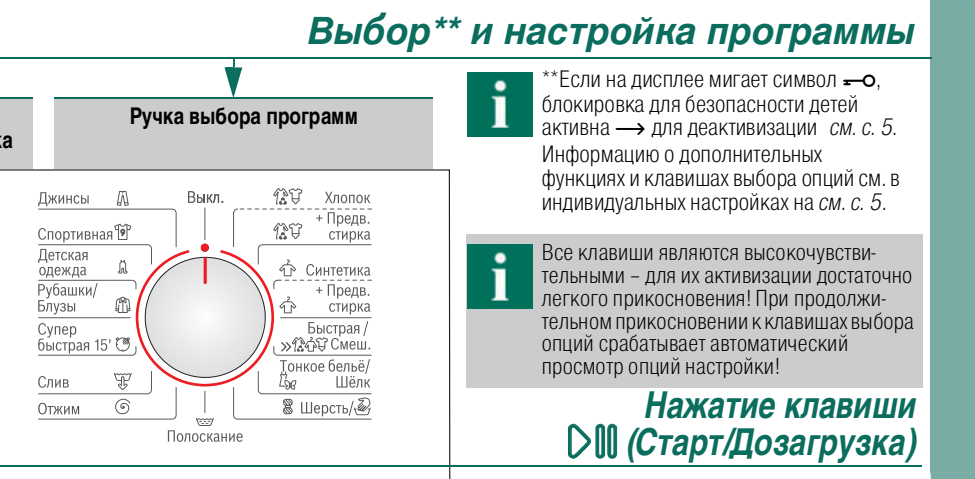 Выбор** и настройка программы
ка
Ручка выбора программ
Выкл.
Джинсы
Спортивная
Детская
одежда
Рубашки/
Блузы
Супер
быстрая 15'
Слив
Отжим
Полоскание
Хлопок
+ Предв.
стирка
Синтетика
+ Предв.
стирка
Быстрая /
Смеш.
Тонкое бельё/
Шёлк
Шерсть/
**Если на дисплее мигает символ ,
блокировка для безопасности детей
активна → для деактивизации см. с. 5.
Информацию о дополнительных
функциях и клавишах выбора опций см. в
индивидуальных настройках на см. с. 5.
Все клавиши являются высокочувстви-
тельными – для их активизации достаточно
легкого прикосновения! При продолжи-
тельном прикосновении к клавишах выбора
опций срабатывает автоматический
просмотр опций настройки!
Нажатие клавиши
(Старт/Дозагрузка)